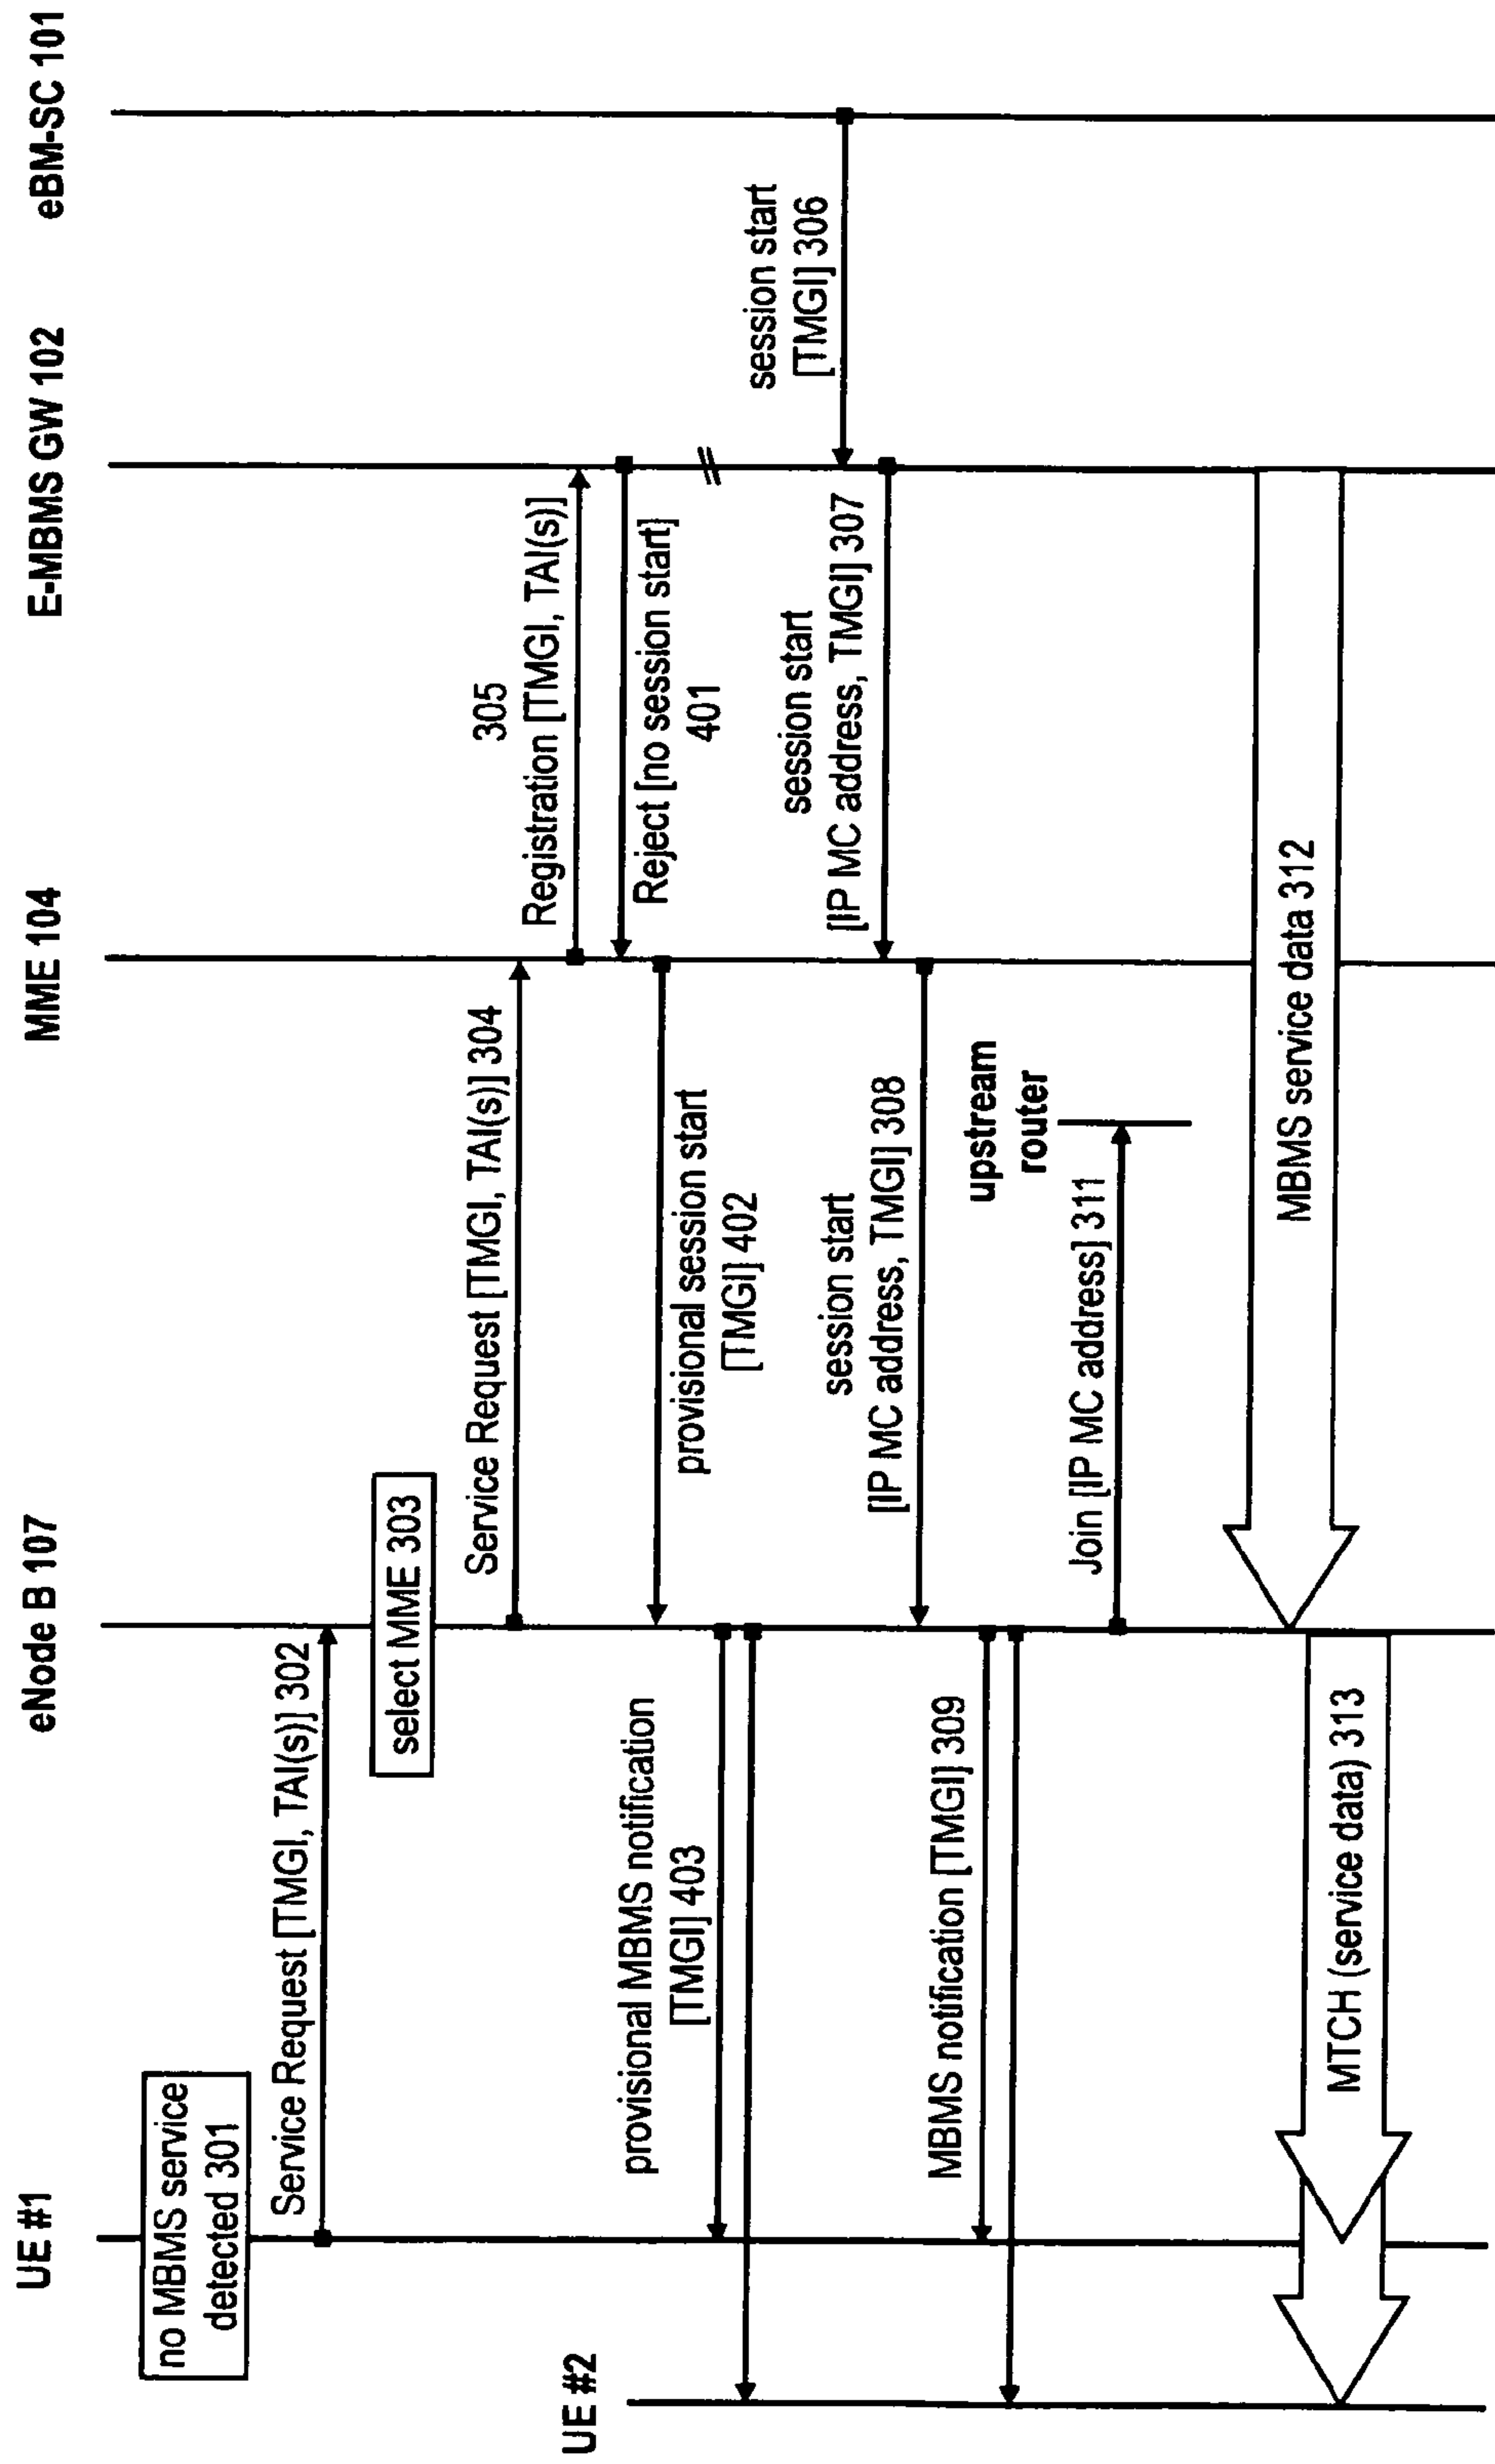 UE #1
eNode B 107
MME 104
E-MBMS GW 102
eBM-SC 101
no MBMS service
detected 301
Service Request [TMGI, TAI(s)] 302
select MME 303
Service Request [TMGI, TAI(s)] 304
305
Registration [TMGI, TAI(s)]
Reject [no session start]
401
provisional session start
[TMGI] 402
provisional MBMS notification
[TMGI] 403
UE #2
session start
[TMGI] 306
session start
[IP MC address, TMGI] 307
session start
[IP MC address, TMGI] 308
MBMS notification [TMGI] 309
upstream
router
Join [IP MC address] 311
MBMS service data 312
MTCH (service data) 313